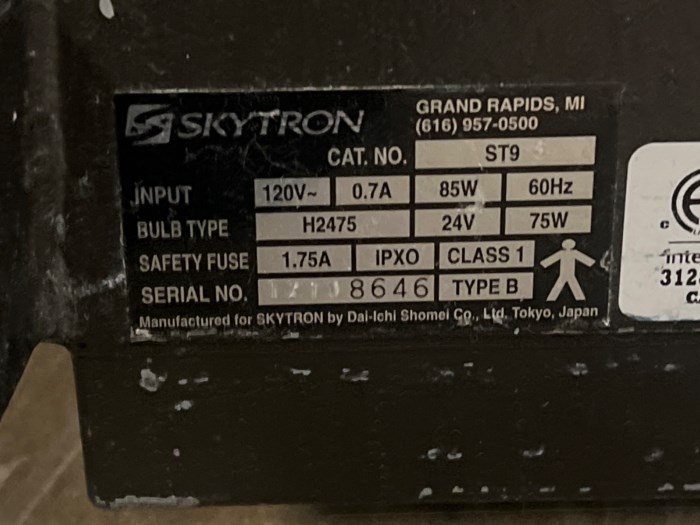 SKYTRON
GRAND RAPIDS, MI
(616) 957-0500
CAT. NO. ST9
INPUT 120V~ 0.7A 85W 60Hz
BULB TYPE H2475 24V 75W
SAFETY FUSE 1.75A IPXO CLASS 1
SERIAL NO. 8646 TYPE B
Manufactured for SKYTRON by Dai-Ichi Shomei Co., Ltd. Tokyo, Japan
c
inte
312
C